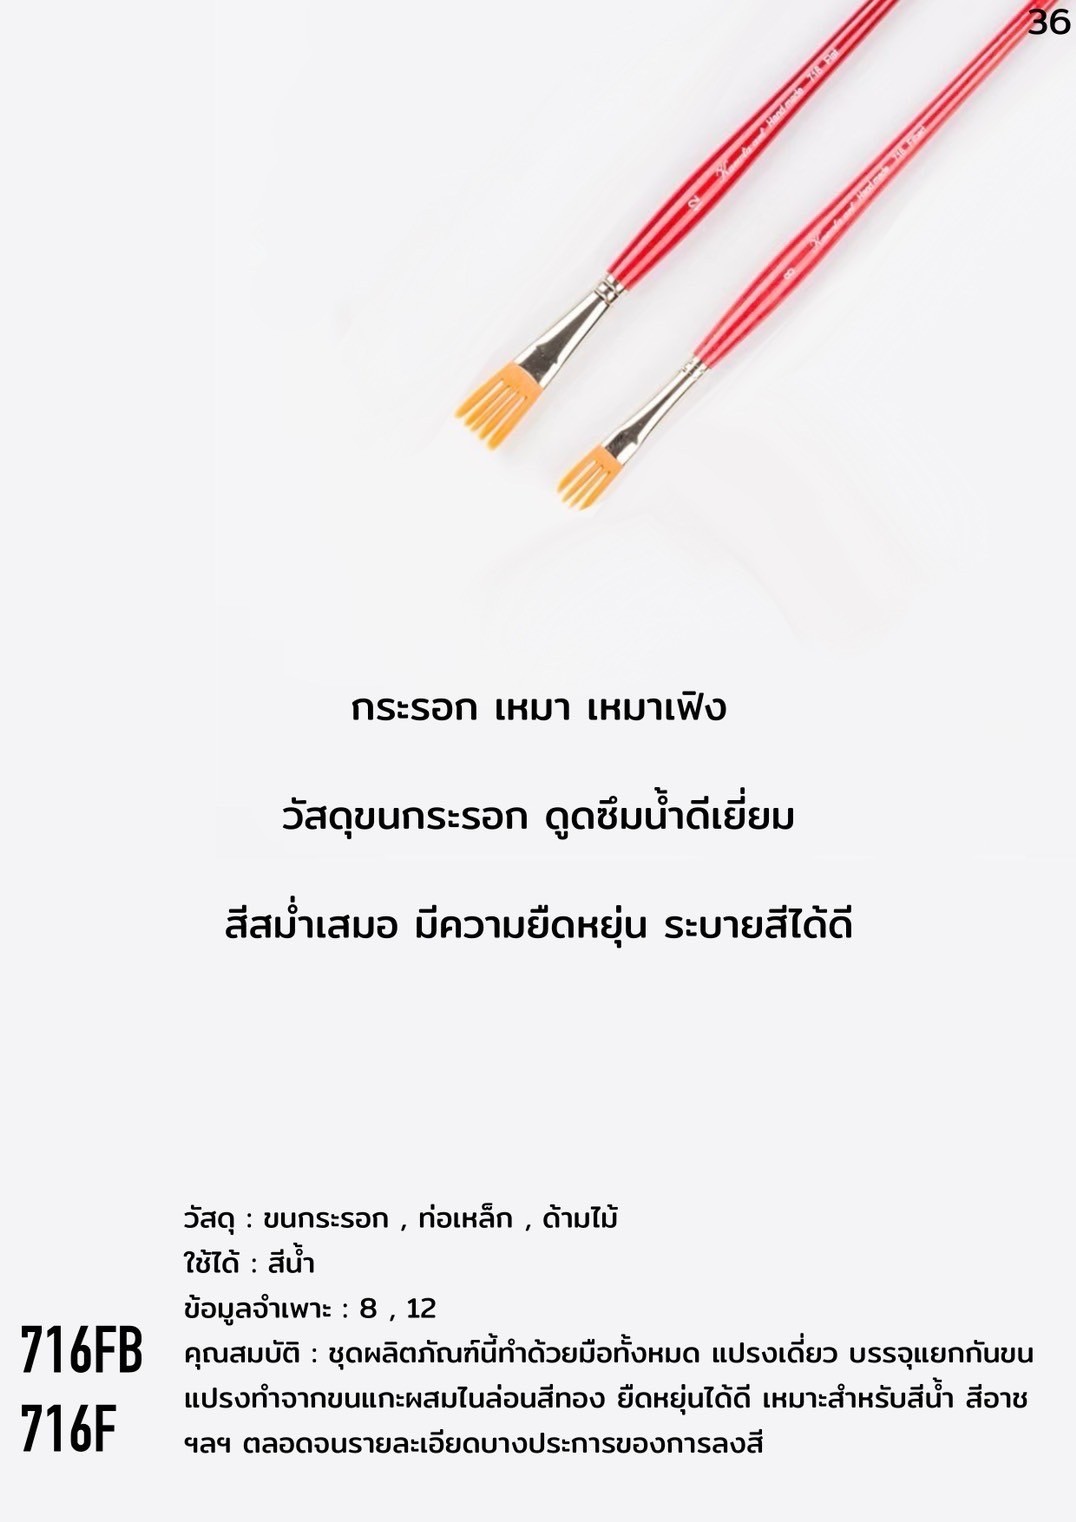 36
12
Handmade 716 Flat
8
Handmade 716
กระรอก เหมา เหมาเฟิง
วัสดุขนกระรอก ดูดซึมน้ำดีเยี่ยม
สีสม่ำเสมอ มีความยืดหยุ่น ระบายสีได้ดี
วัสดุ : ขนกระรอก , ท่อเหล็ก , ด้ามไม้
ใช้ได้ : สีน้ำ
ข้อมูลจำเพาะ : 8 , 12
716FB
716F
คุณสมบัติ : ชุดผลิตภัณฑ์นี้ทำด้วยมือทั้งหมด แปรงเดี่ยว บรรจุแยกกันขน
แปรงทำจากขนแกะผสมไนล่อนสีทอง ยืดหยุ่นได้ดี เหมาะสำหรับสีน้ำ สีอาช
ฯลฯ ตลอดจนรายละเอียดบางประการของการลงสี